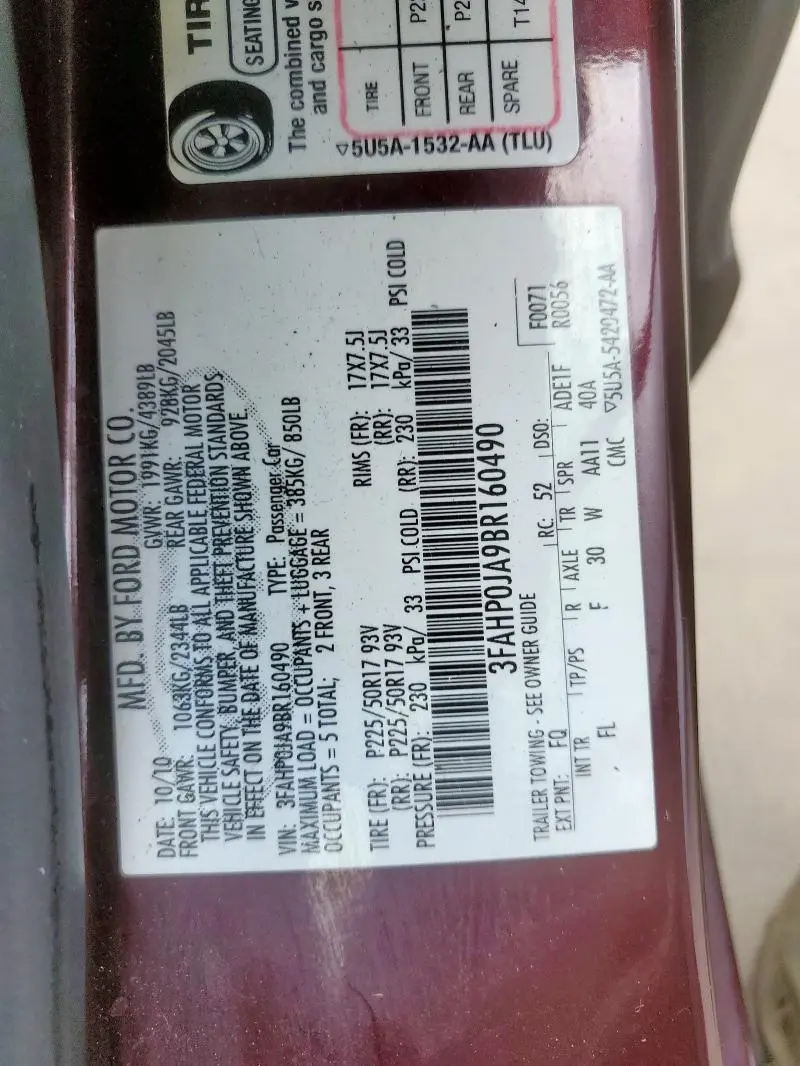 MFD. BY FORD MOTOR CO.
DATE: 10/10 GVWR: 1991KG/4389LB
FRONT GAWR: 1063KG/2344LB REAR GAWR: 928KG/2045LB
THIS VEHICLE CONFORMS TO ALL APPLICABLE FEDERAL MOTOR
VEHICLE SAFETY, BUMPER, AND THEFT PREVENTION STANDARDS
IN EFFECT ON THE DATE OF MANUFACTURE SHOWN ABOVE.
VIN: 3FAHP0JA9BR160490 TYPE: Passenger Car
MAXIMUM LOAD = OCCUPANTS + LUGGAGE = 385KG/ 850LB
OCCUPANTS = 5 TOTAL; 2 FRONT, 3 REAR
TIRE (FR): P225/50R17 93V RIMS (FR): 17X7.5J
(RR): P225/50R17 93V (RR): 17X7.5J
PRESSURE (FR): 230 kPa/ 33 PSI COLD (RR): 230 kPa/ 33 PSI COLD
3FAHP0JA9BR160490
TRAILER TOWING - SEE OWNER GUIDE
F0071
EXT PNT: FQ RC: 52 DSO: R0056
INT TR TP/PS R AXLE TR SPR ADE1F
FL F 30 W AA11 40A
CMC ▽5U5A-5420472-AA
TIR
SEATING
The combined
and cargo s
TIRE
FRONT P2
REAR P2
SPARE T14
▽5U5A-1532-AA (TLU)